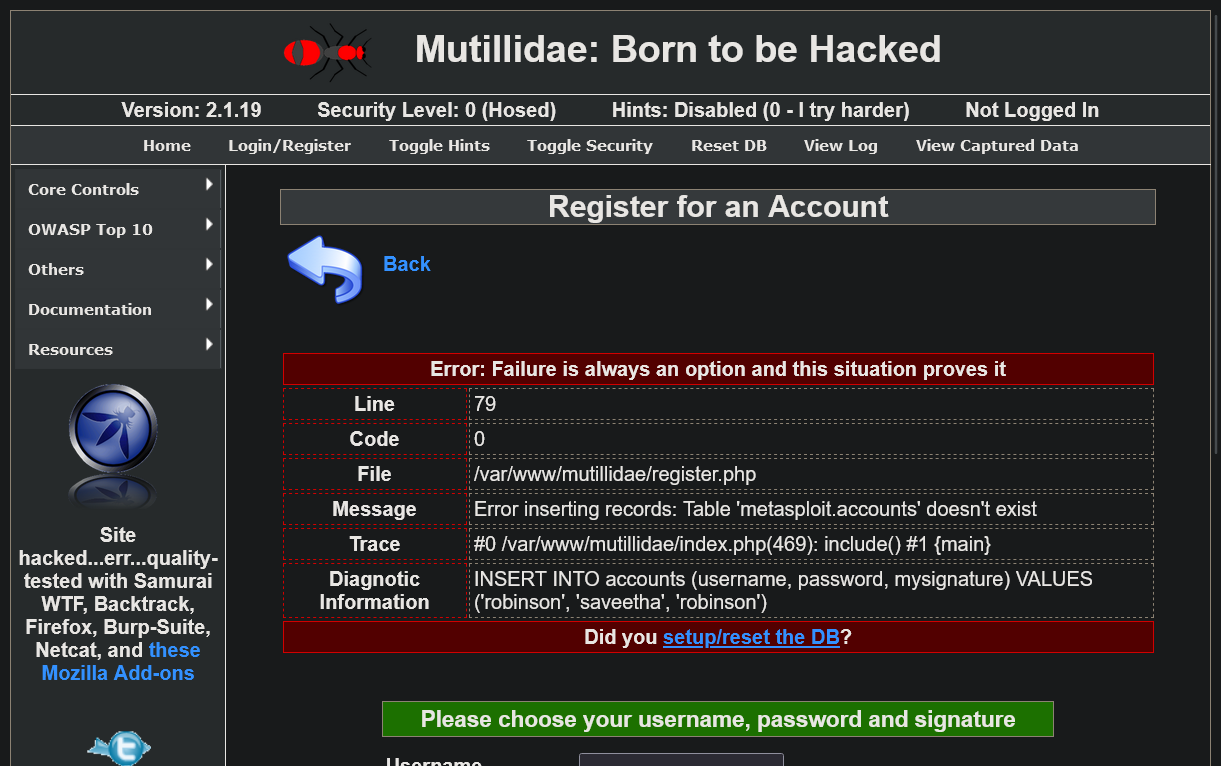 Mutillidae: Born to be Hacked
Version: 2.1.19 Security Level: 0 (Hosed) Hints: Disabled (0 - I try harder) Not Logged In
Home Login/Register Toggle Hints Toggle Security Reset DB View Log View Captured Data
Core Controls
OWASP Top 10
Others
Documentation
Resources
Site
hacked...err...quality-
tested with Samurai
WTF, Backtrack,
Firefox, Burp-Suite,
Netcat, and these
Mozilla Add-ons
Register for an Account
Back
Error: Failure is always an option and this situation proves it
Line 79
Code 0
File /var/www/mutillidae/register.php
Message Error inserting records: Table 'metasploit.accounts' doesn't exist
Trace #0 /var/www/mutillidae/index.php(469): include() #1 {main}
Diagnostic Information INSERT INTO accounts (username, password, mysignature) VALUES
('robinson', 'saveetha', 'robinson')
Did you setup/reset the DB?
Please choose your username, password and signature
Username